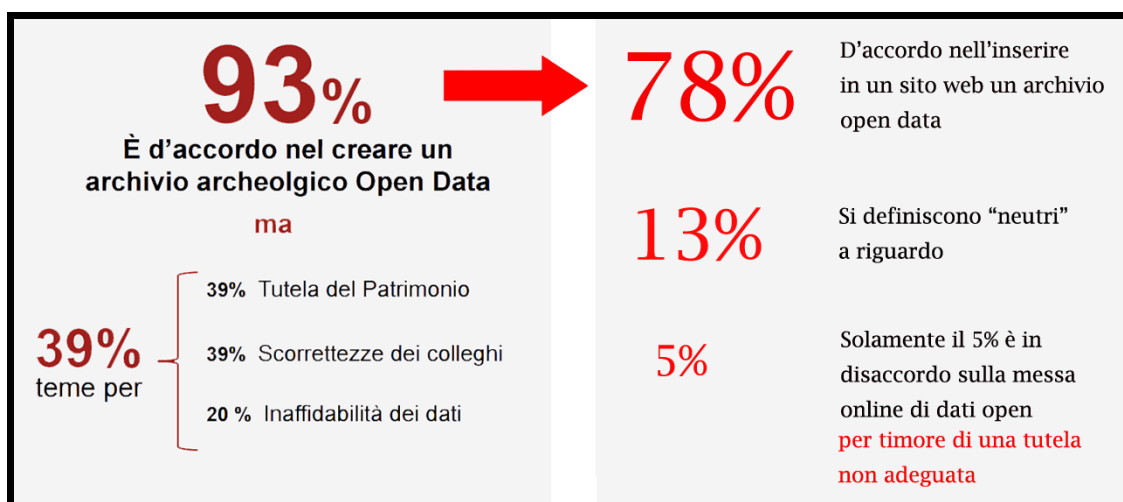 93%
È d'accordo nel creare un
archivio archeolgico Open Data
ma
39%
teme per
39% Tutela del Patrimonio
39% Scorrettezze dei colleghi
20 % Inaffidabilità dei dati
78%
D'accordo nell'inserire
in un sito web un archivio
open data
13%
Si definiscono “neutri”
a riguardo
5%
Solamente il 5% è in
disaccordo sulla messa
online di dati open
per timore di una tutela
non adeguata